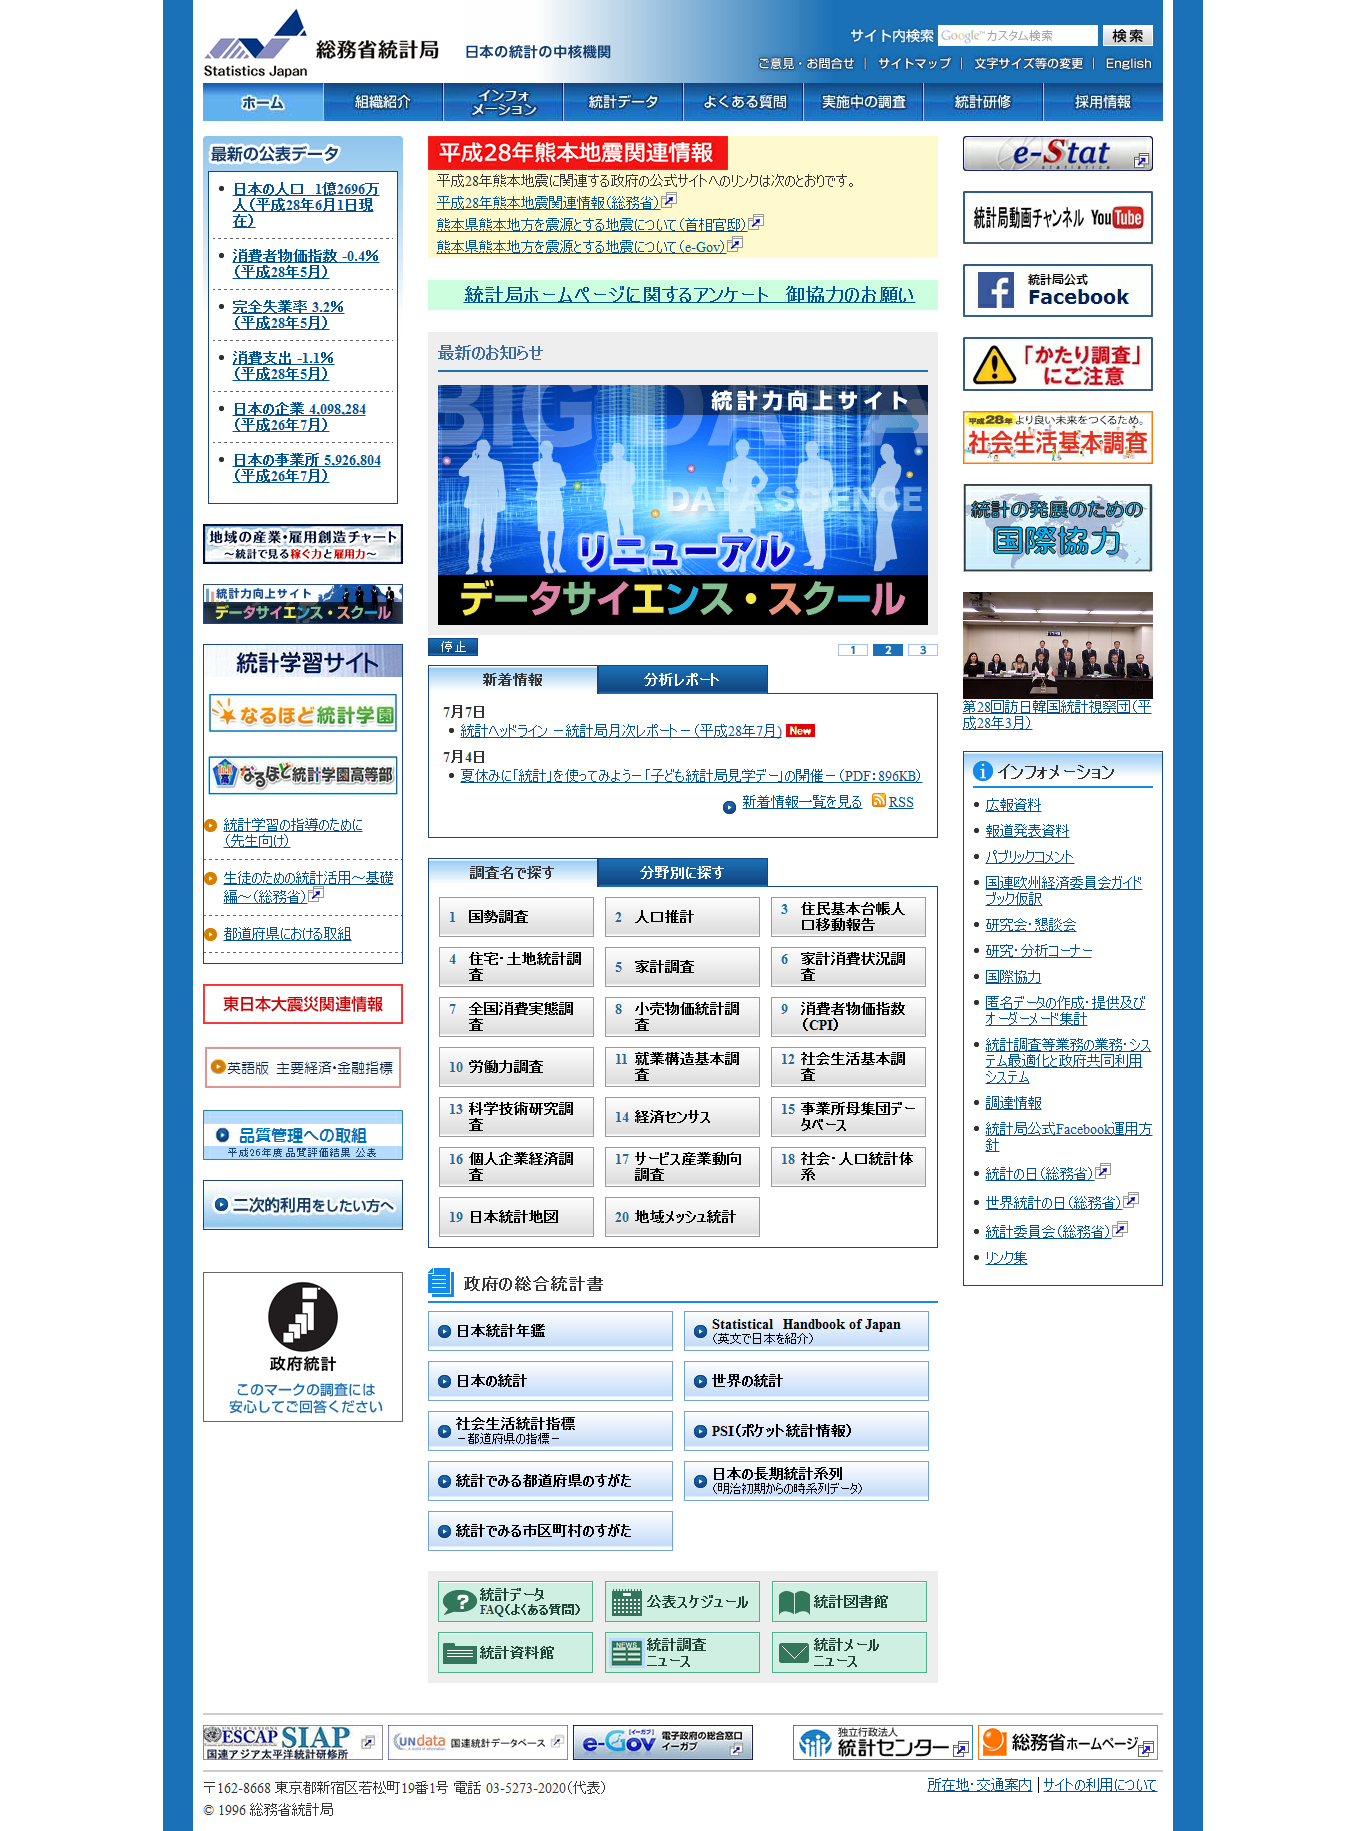 総務省統計局
Statistics Japan
日本の統計の中核機関
サイト内検索 Google™カスタム検索 検索
ご意見・お問合せ | サイトマップ | 文字サイズ等の変更 | English
ホーム
組織紹介
インフォ
メーション
統計データ
よくある質問
実施中の調査
統計研修
採用情報
最新の公表データ
日本の人口 1億2696万
人（平成28年6月1日現
在）
消費者物価指数 -0.4%
（平成28年5月）
完全失業率 3.2%
（平成28年5月）
消費支出 -1.1%
（平成28年5月）
日本の企業 4,098,284
（平成26年7月）
日本の事業所 5,926,804
（平成26年7月）
地域の産業・雇用創造チャート
～統計で見る稼ぐ力と雇用力～
統計力向上サイト
データサイエンス・スクール
統計学習サイト
なるほど統計学園
なるほど統計学園高等部
統計学習の指導のために
（先生向け）
生徒のための統計活用～基礎
編～（総務省）
都道府県における取組
東日本大震災関連情報
英語版 主要経済・金融指標
品質管理への取組
平成26年度 品質評価結果 公表
二次的利用をしたい方へ
政府統計
このマークの調査には
安心してご回答ください
平成28年熊本地震関連情報
平成28年熊本地震に関連する政府の公式サイトへのリンクは次のとおりです。
平成28年熊本地震関連情報（総務省）
熊本県熊本地方を震源とする地震について（首相官邸）
熊本県熊本地方を震源とする地震について（e-Gov）
統計局ホームページに関するアンケート 御協力のお願い
最新のお知らせ
BIG DATA
統計力向上サイト
DATA SCIENCE
リニューアル
データサイエンス・スクール
停止
1 2 3
新着情報
分析レポート
7月7日
統計ヘッドライン －統計局月次レポート－（平成28年7月） New
7月4日
夏休みに「統計」を使ってみよう－「子ども統計局見学デー」の開催－（PDF：896KB）
新着情報一覧を見る RSS
調査名で探す
分野別に探す
1 国勢調査
2 人口推計
3 住民基本台帳人
口移動報告
4 住宅・土地統計調
査
5 家計調査
6 家計消費状況調
査
7 全国消費実態調
査
8 小売物価統計調
査
9 消費者物価指数
（CPI）
10 労働力調査
11 就業構造基本調
査
12 社会生活基本調
査
13 科学技術研究調
査
14 経済センサス
15 事業所母集団デー
タベース
16 個人企業経済調
査
17 サービス産業動向
調査
18 社会・人口統計体
系
19 日本統計地図
20 地域メッシュ統計
政府の総合統計書
日本統計年鑑
Statistical Handbook of Japan
（英文で日本を紹介）
日本の統計
世界の統計
社会生活統計指標
－都道府県の指標－
PSI（ポケット統計情報）
統計でみる都道府県のすがた
日本の長期統計系列
（明治初期からの時系列データ）
統計でみる市区町村のすがた
統計データ
FAQ（よくある質問）
公表スケジュール
統計図書館
統計資料館
NEWS
統計調査
ニュース
統計メール
ニュース
e-Stat
STATISTICS
統計局動画チャンネル YouTube
統計局公式
Facebook
「かたり調査」
にご注意
平成28年 より良い未来をつくるため。
社会生活基本調査
統計の発展のための
国際協力
第28回訪日韓国統計視察団（平
成28年3月）
インフォメーション
広報資料
報道発表資料
パブリックコメント
国連欧州経済委員会ガイド
ブック仮訳
研究会・懇談会
研究・分析コーナー
国際協力
匿名データの作成・提供及び
オーダーメード集計
統計調査等業務の業務・シス
テム最適化と政府共同利用
システム
調達情報
統計局公式Facebook運用方
針
統計の日（総務省）
世界統計の日（総務省）
統計委員会（総務省）
リンク集
UNITED NATIONS
ESCAP SIAP
国連アジア太平洋統計研修所
UNdata 国連統計データベース
e-Gov [イーガブ] 電子政府の総合窓口
イーガブ
独立行政法人
統計センター
総務省ホームページ
〒162-8668 東京都新宿区若松町19番1号 電話 03-5273-2020（代表）
所在地・交通案内 | サイトの利用について
© 1996 総務省統計局